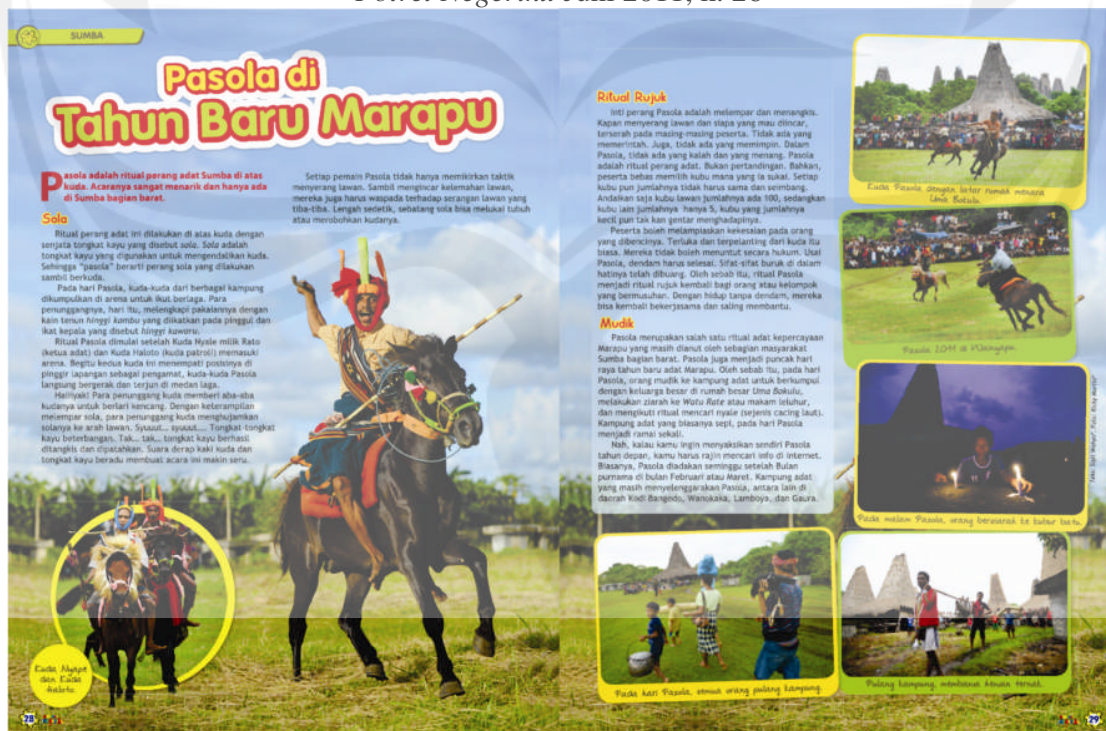 Potret Negeriku Juni 2011, h. 28
SUMBA
Pasola di
Tahun Baru Marapu
Pasola adalah ritual perang adat Sumba di atas
kuda. Acaranya sangat menarik dan hanya ada
di Sumba bagian barat.
Sola
Ritual perang adat ini dilakukan di atas kuda dengan
senjata tongkat kayu yang disebut sola. Sola adalah
tongkat kayu yang digunakan untuk mengendalikan kuda.
Sehingga “pasola” berarti perang sola yang dilakukan
sambil berkuda.
Pada hari Pasola, kuda-kuda dari berbagai kampung
dikumpulkan di arena untuk ikut berlaga. Para
penunggangnya, hari itu, melengkapi pakaiannya dengan
kain tenun hinggi kombu yang diikatkan pada pinggul dan
ikat kepala yang disebut hinggi kaworu.
Ritual Pasola dimulai setelah Kuda Nyale milik Rato
(ketua adat) dan Kuda Haloto (kuda patroli) memasuki
arena. Begitu kedua kuda ini menempati posisinya di
pinggir lapangan sebagai pengamat, kuda-kuda Pasola
langsung bergerak dan terjun di medan laga.
Haiiyak! Para penunggang kuda memberi aba-aba
kudanya untuk berlari kencang. Dengan keterampilan
melempar sola, para penunggang kuda menghujamkan
solanya ke arah lawan. Syuuut... syuuut.... Tongkat-tongkat
kayu beterbangan. Tak... tak... tongkat kayu berhasil
ditangkis dan dipatahkan. Suara derap kaki kuda dan
tongkat kayu beradu membuat acara ini makin seru.
Setiap pemain Pasola tidak hanya memikirkan taktik
menyerang lawan. Sambil mengincar kelemahan lawan,
mereka juga harus waspada terhadap serangan lawan yang
tiba-tiba. Lengah sedetik, sebatang sola bisa melukai tubuh
atau merobohkan kudanya.
Kuda Nyape
dan Kuda
haloto.
28
Ritual Rujuk
Inti perang Pasola adalah melempar dan menangkis.
Kapan menyerang lawan dan siapa yang mau diincar,
terserah pada masing-masing peserta. Tidak ada yang
memerintah. Juga, tidak ada yang memimpin. Dalam
Pasola, tidak ada yang kalah dan yang menang. Pasola
adalah ritual perang adat. Bukan pertandingan. Bahkan,
peserta bebas memilih kubu mana yang ia sukai. Setiap
kubu pun jumlahnya tidak harus sama dan seimbang.
Andaikan saja kubu lawan jumlahnya ada 100, sedangkan
kubu lain jumlahnya hanya 5, kubu yang jumlahnya
kecil pun tak kan gentar menghadapinya.
Peserta boleh melampiaskan kekesalan pada orang
yang dibencinya. Terluka dan terpelanting dari kuda itu
biasa. Mereka tidak boleh menuntut secara hukum. Usai
Pasola, dendam harus selesai. Sifat-sifat buruk di dalam
hatinya telah dibuang. Oleh sebab itu, ritual Pasola
menjadi ritual rujuk kembali bagi orang atau kelompok
yang bermusuhan. Dengan hidup tanpa dendam, mereka
bisa kembali bekerjasama dan saling membantu.
Mudik
Pasola merupakan salah satu ritual adat kepercayaan
Marapu yang masih dianut oleh sebagian masyarakat
Sumba bagian barat. Pasola juga menjadi puncak hari
raya tahun baru adat Marapu. Oleh sebab itu, pada hari
Pasola, orang mudik ke kampung adat untuk berkumpul
dengan keluarga besar di rumah besar Uma Bokulu,
melakukan ziarah ke Watu Rate atau makam leluhur,
dan mengikuti ritual mencari nyale (sejenis cacing laut).
Kampung adat yang biasanya sepi, pada hari Pasola
menjadi ramai sekali.
Nah, kalau kamu ingin menyaksikan sendiri Pasola
tahun depan, kamu harus rajin mencari info di internet.
Biasanya, Pasola diadakan seminggu setelah Bulan
purnama di bulan Februari atau Maret. Kampung adat
yang masih menyelenggarakan Pasola, antara lain di
daerah Kodi Bangedo, Wanokaka, Lamboya, dan Gaura.
Kuda Pasola dengan latar rumah menara
Uma Bokulu.
Pasola 2011 di
Pada malam Pasola, orang berziarah ke kubur batu.
Pada hari Pasola, semua orang pulang kampung.
Pulang kampung, membawa hewan ternak.
29